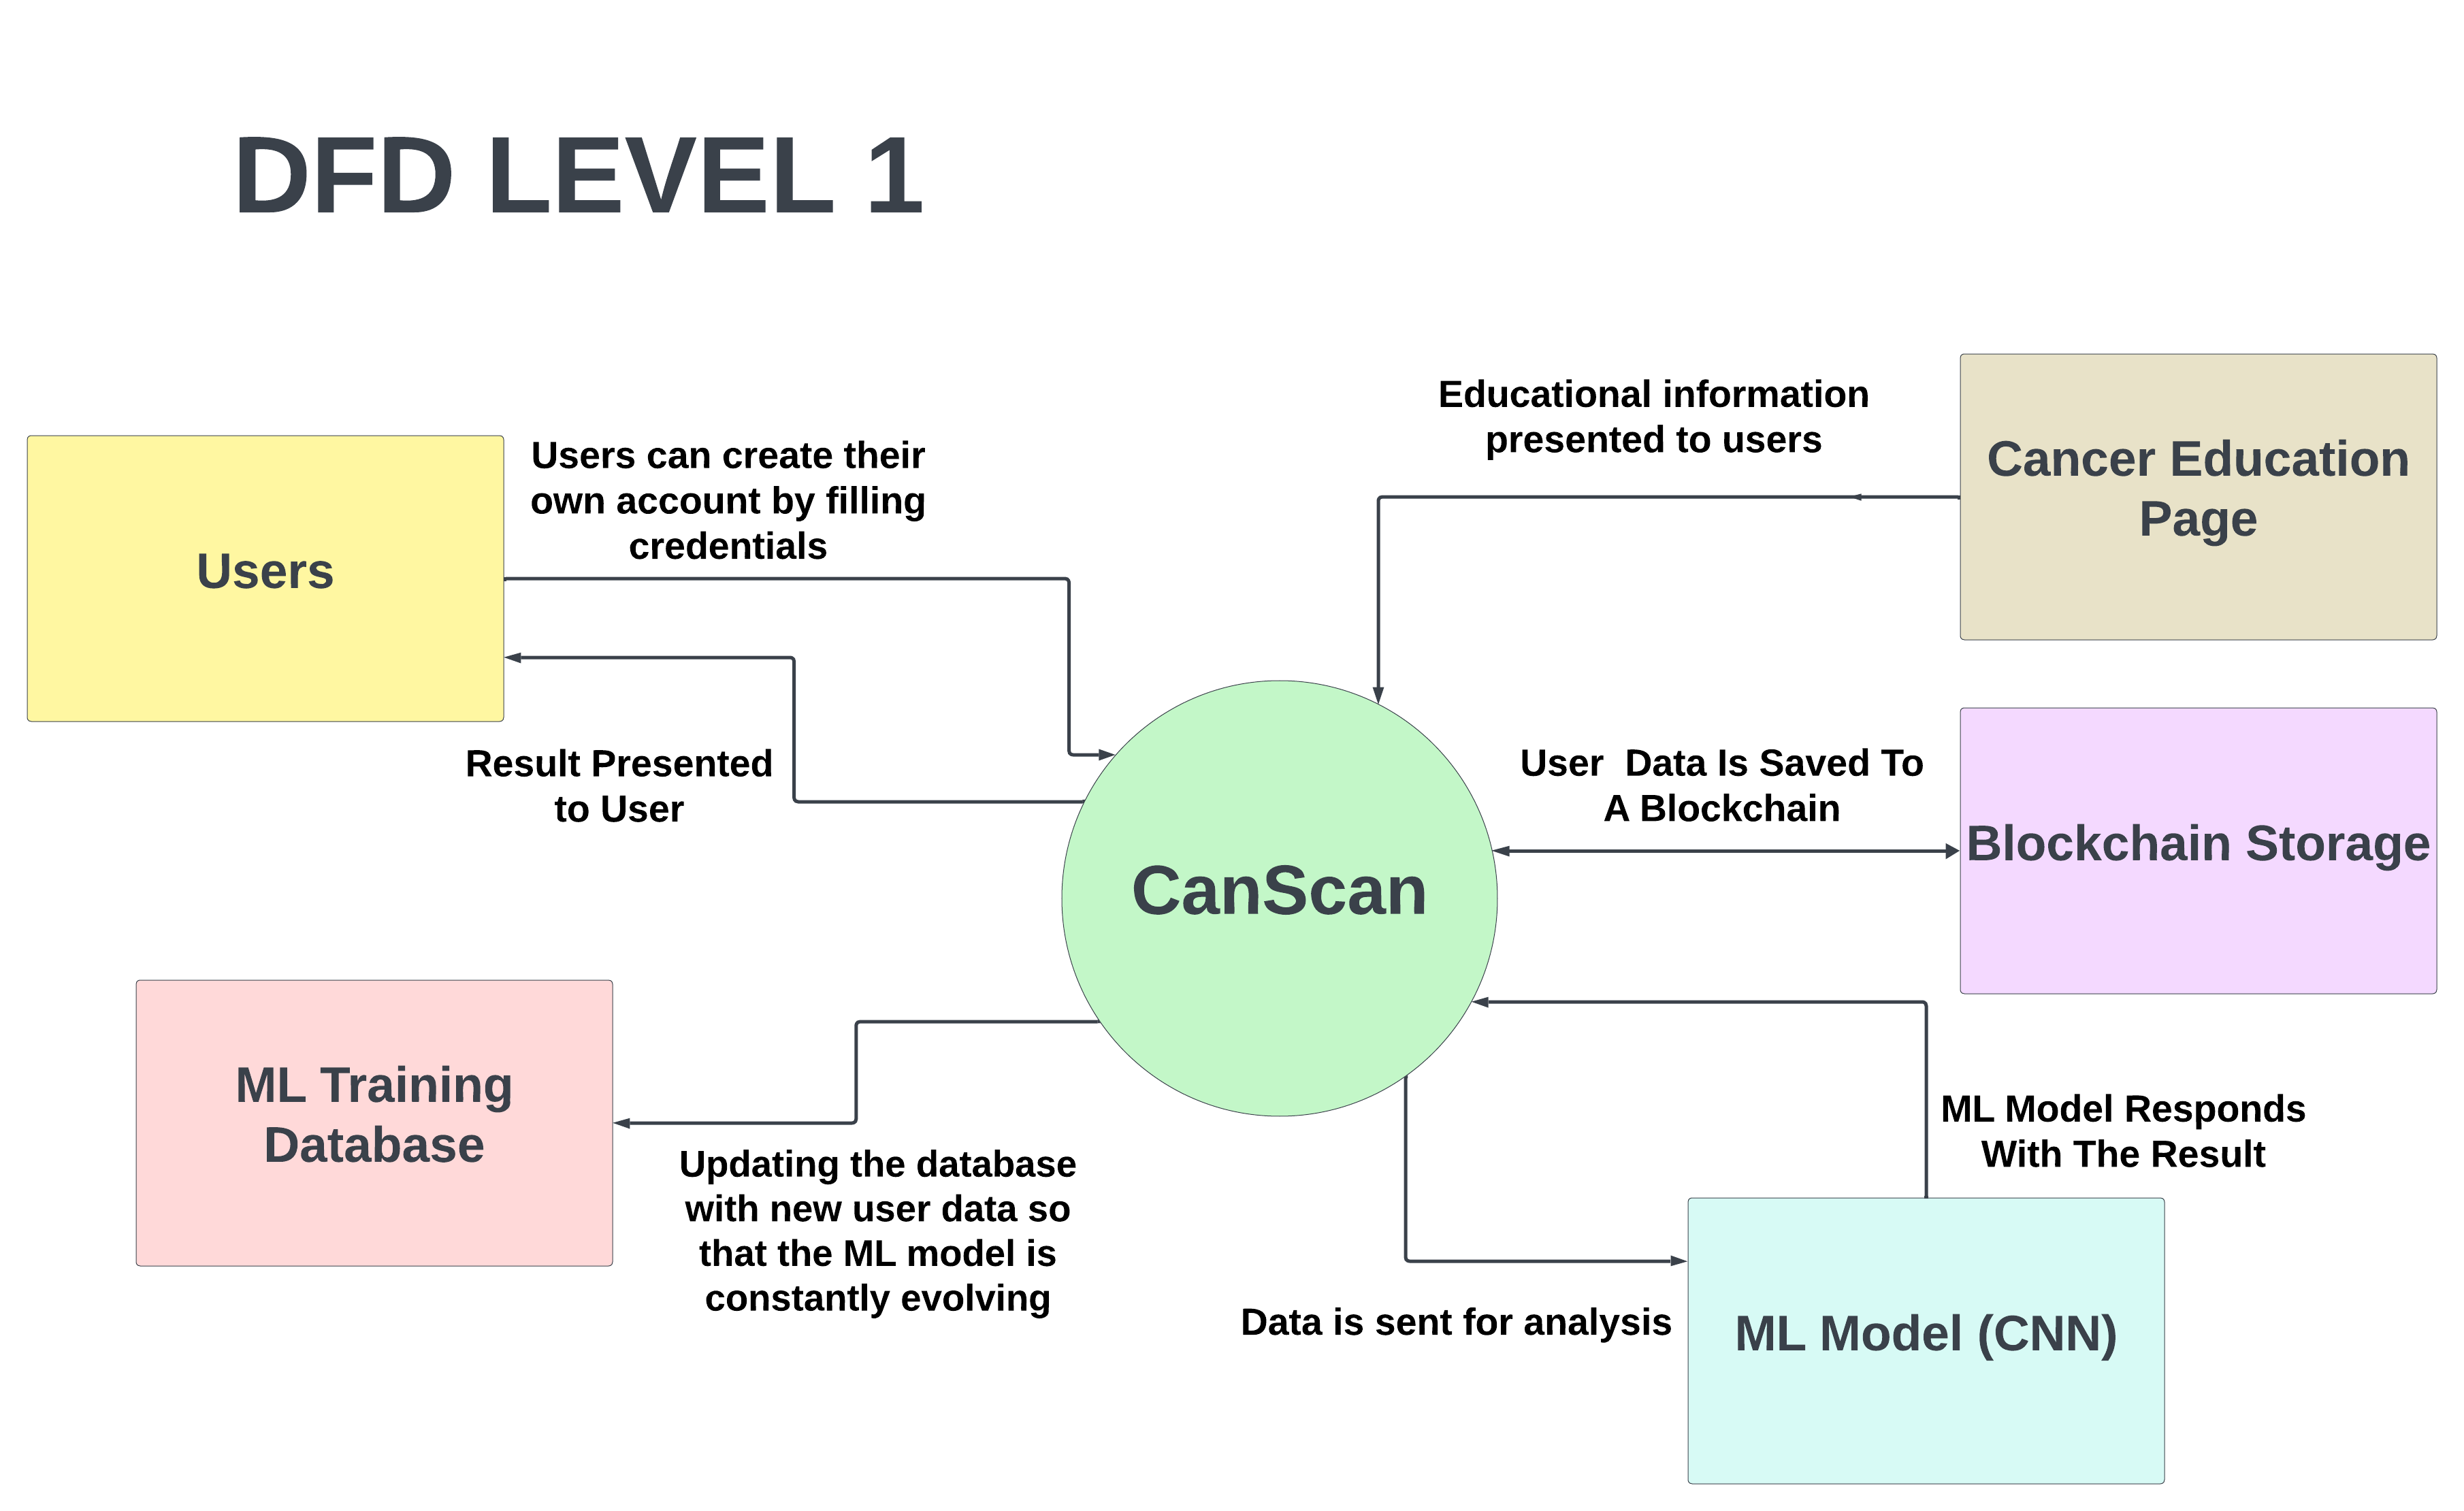 DFD LEVEL 1
Educational information
presented to users
Cancer Education
Page
Users can create their
own account by filling
credentials
Users
Result Presented
to User
User  Data Is Saved To
A Blockchain
Blockchain Storage
CanScan
ML Training
Database
Updating the database
with new user data so
that the ML model is
constantly evolving
ML Model Responds
With The Result
Data is sent for analysis
ML Model (CNN)